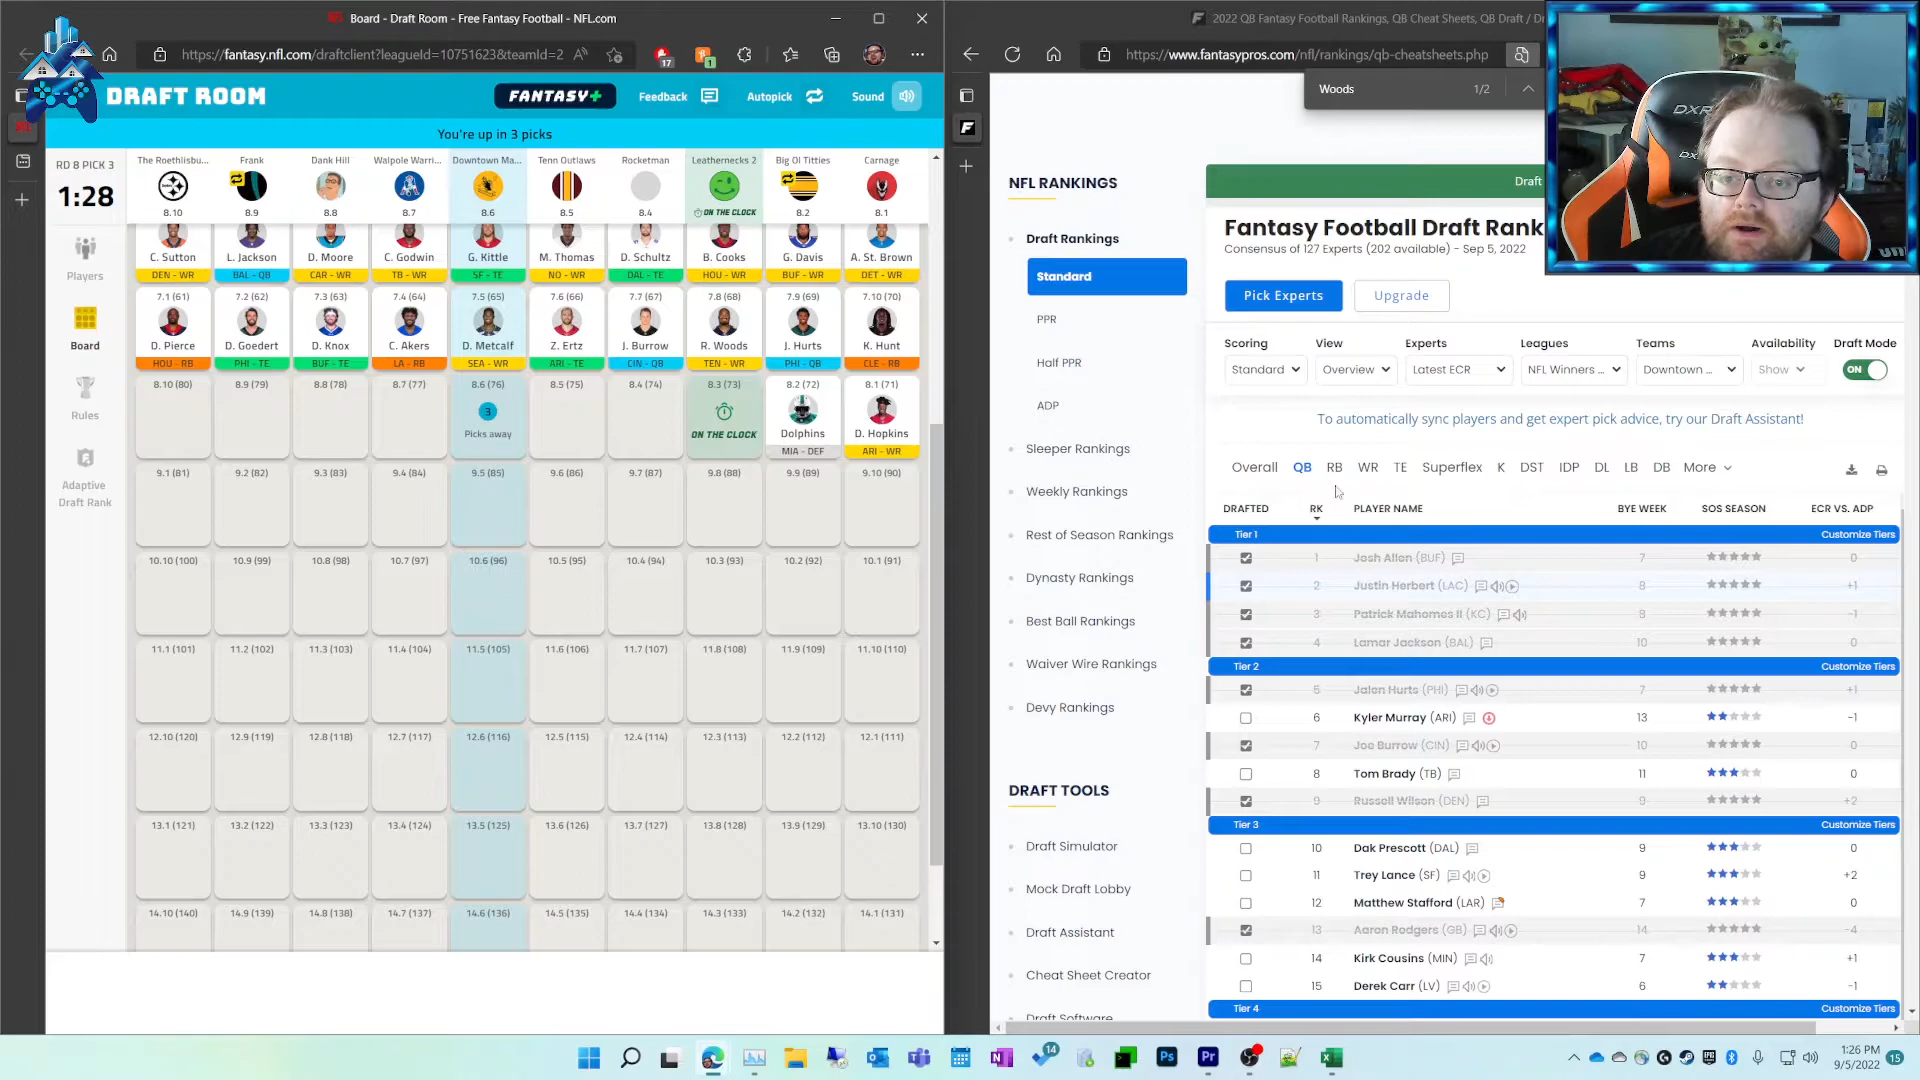 Board - Draft Room - Free Fantasy Football - NFL.com
https://fantasy.nfl.com/draftclient?leagueId=10751623&teamId=2
17
1
DRAFT ROOM
FANTASY+
Feedback
Autopick
Sound
You're up in 3 picks
RD 8 PICK 3
1:28
Players
Board
Rules
Adaptive
Draft Rank
The Roethlisbu... Frank Dank Hill Walpole Warri... Downtown Ma... Tenn Outlaws Rocketman Leathernecks 2 Big Ol Titties Carnage
8.10 8.9 8.8 8.7 8.6 8.5 8.4 ON THE CLOCK 8.2 8.1
C. Sutton L. Jackson D. Moore C. Godwin G. Kittle M. Thomas D. Schultz B. Cooks G. Davis A. St. Brown
DEN - WR BAL - QB CAR - WR TB - WR SF - TE NO - WR DAL - TE HOU - WR BUF - WR DET - WR
7.1 (61) 7.2 (62) 7.3 (63) 7.4 (64) 7.5 (65) 7.6 (66) 7.7 (67) 7.8 (68) 7.9 (69) 7.10 (70)
D. Pierce D. Goedert D. Knox C. Akers D. Metcalf Z. Ertz J. Burrow R. Woods J. Hurts K. Hunt
HOU - RB PHI - TE BUF - TE LA - RB SEA - WR ARI - TE CIN - QB TEN - WR PHI - QB CLE - RB
8.10 (80) 8.9 (79) 8.8 (78) 8.7 (77) 8.6 (76) 8.5 (75) 8.4 (74) 8.3 (73) 8.2 (72) 8.1 (71)
3
Picks away
ON THE CLOCK
Dolphins D. Hopkins
MIA - DEF ARI - WR
9.1 (81) 9.2 (82) 9.3 (83) 9.4 (84) 9.5 (85) 9.6 (86) 9.7 (87) 9.8 (88) 9.9 (89) 9.10 (90)
10.10 (100) 10.9 (99) 10.8 (98) 10.7 (97) 10.6 (96) 10.5 (95) 10.4 (94) 10.3 (93) 10.2 (92) 10.1 (91)
11.1 (101) 11.2 (102) 11.3 (103) 11.4 (104) 11.5 (105) 11.6 (106) 11.7 (107) 11.8 (108) 11.9 (109) 11.10 (110)
12.10 (120) 12.9 (119) 12.8 (118) 12.7 (117) 12.6 (116) 12.5 (115) 12.4 (114) 12.3 (113) 12.2 (112) 12.1 (111)
13.1 (121) 13.2 (122) 13.3 (123) 13.4 (124) 13.5 (125) 13.6 (126) 13.7 (127) 13.8 (128) 13.9 (129) 13.10 (130)
14.10 (140) 14.9 (139) 14.8 (138) 14.7 (137) 14.6 (136) 14.5 (135) 14.4 (134) 14.3 (133) 14.2 (132) 14.1 (131)
2022 QB Fantasy Football Rankings, QB Cheat Sheets, QB Draft / Dr
https://www.fantasypros.com/nfl/rankings/qb-cheatsheets.php
Woods 1/2
DXR
NFL RANKINGS
Draft Rankings
Standard
PPR
Half PPR
ADP
Sleeper Rankings
Weekly Rankings
Rest of Season Rankings
Dynasty Rankings
Best Ball Rankings
Waiver Wire Rankings
Devy Rankings
DRAFT TOOLS
Draft Simulator
Mock Draft Lobby
Draft Assistant
Cheat Sheet Creator
Draft Software
Draft
Fantasy Football Draft Rank
Consensus of 127 Experts (202 available) - Sep 5, 2022
Pick Experts Upgrade
Scoring View Experts Leagues Teams Availability Draft Mode
Standard Overview Latest ECR NFL Winners ... Downtown ... Show ON
To automatically sync players and get expert pick advice, try our Draft Assistant!
Overall QB RB WR TE Superflex K DST IDP DL LB DB More
DRAFTED RK PLAYER NAME BYE WEEK SOS SEASON ECR VS. ADP
Tier 1 Customize Tiers
1 Josh Allen (BUF) 7 0
2 Justin Herbert (LAC) 8 +1
3 Patrick Mahomes II (KC) 8 -1
4 Lamar Jackson (BAL) 10 0
Tier 2 Customize Tiers
5 Jalen Hurts (PHI) 7 +1
6 Kyler Murray (ARI) 13 -1
7 Joe Burrow (CIN) 10 0
8 Tom Brady (TB) 11 0
9 Russell Wilson (DEN) 9 +2
Tier 3 Customize Tiers
10 Dak Prescott (DAL) 9 0
11 Trey Lance (SF) 9 +2
12 Matthew Stafford (LAR) 7 0
13 Aaron Rodgers (GB) 14 -4
14 Kirk Cousins (MIN) 7 +1
15 Derek Carr (LV) 6 -1
Tier 4 Customize Tiers
14
Ps
Pr
1:26 PM
9/5/2022
15